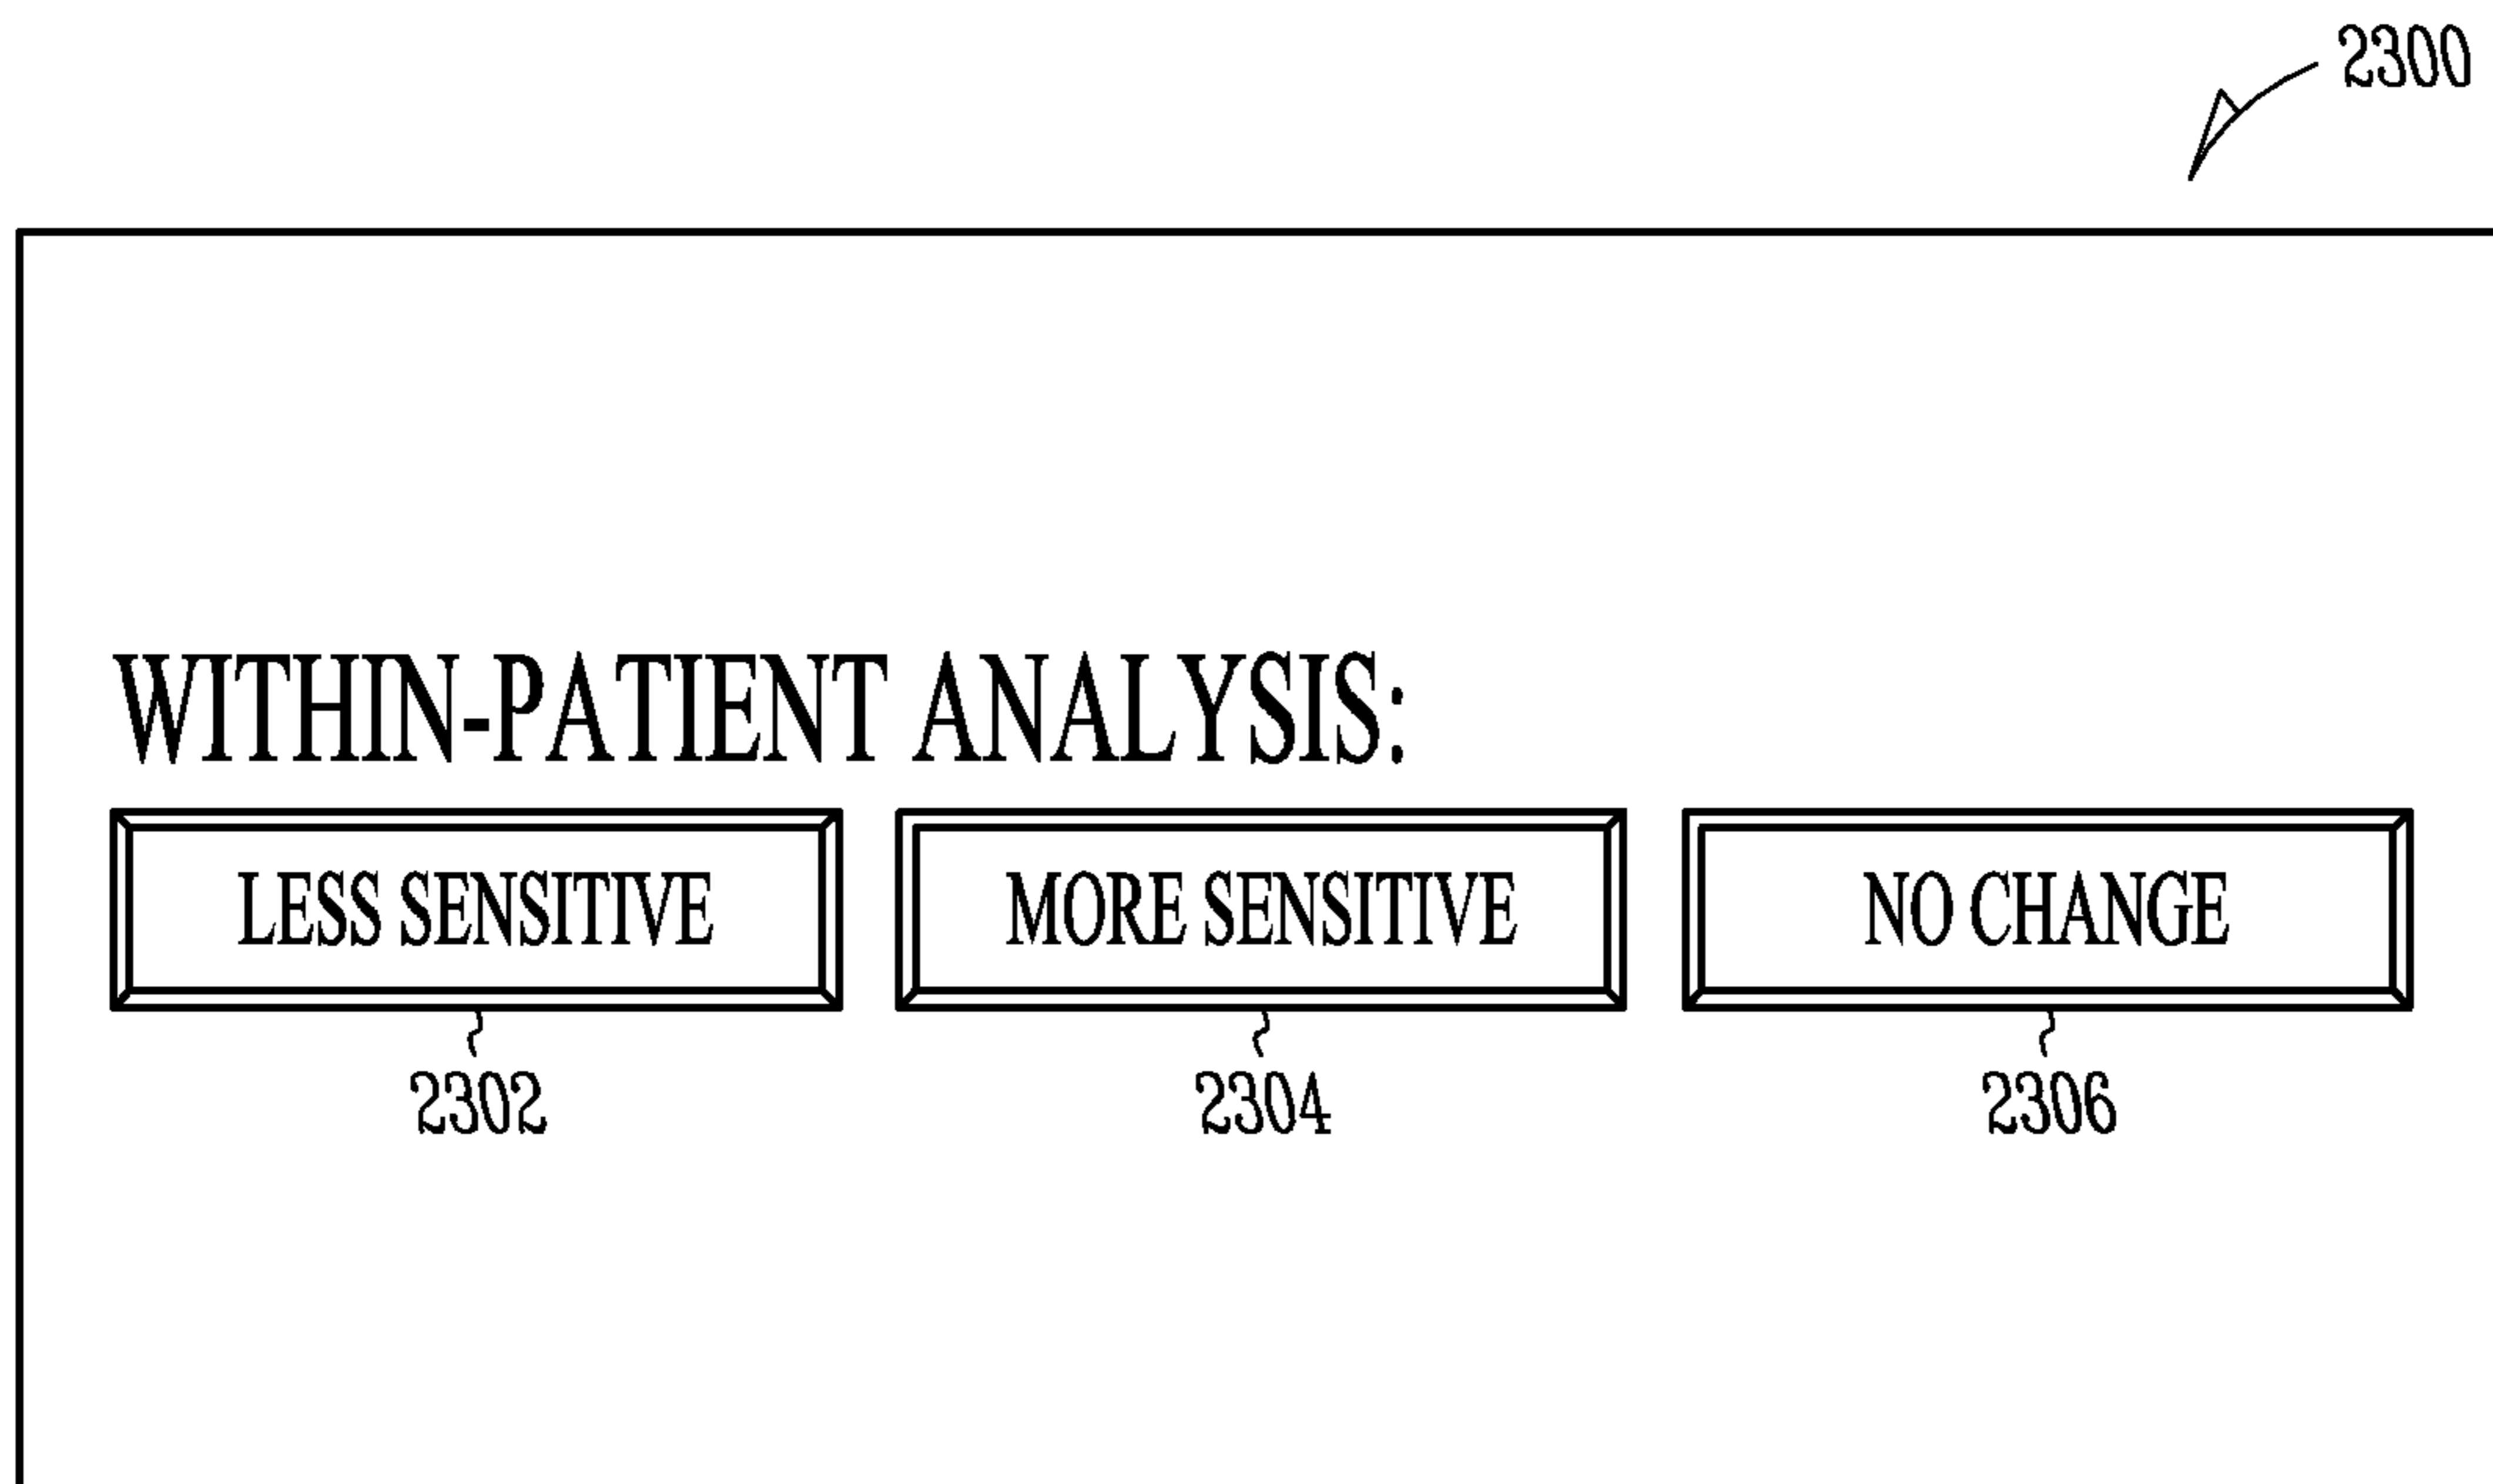 2300
WITHIN-PATIENT ANALYSIS:
LESS SENSITIVE MORE SENSITIVE NO CHANGE
2302 2304 2306